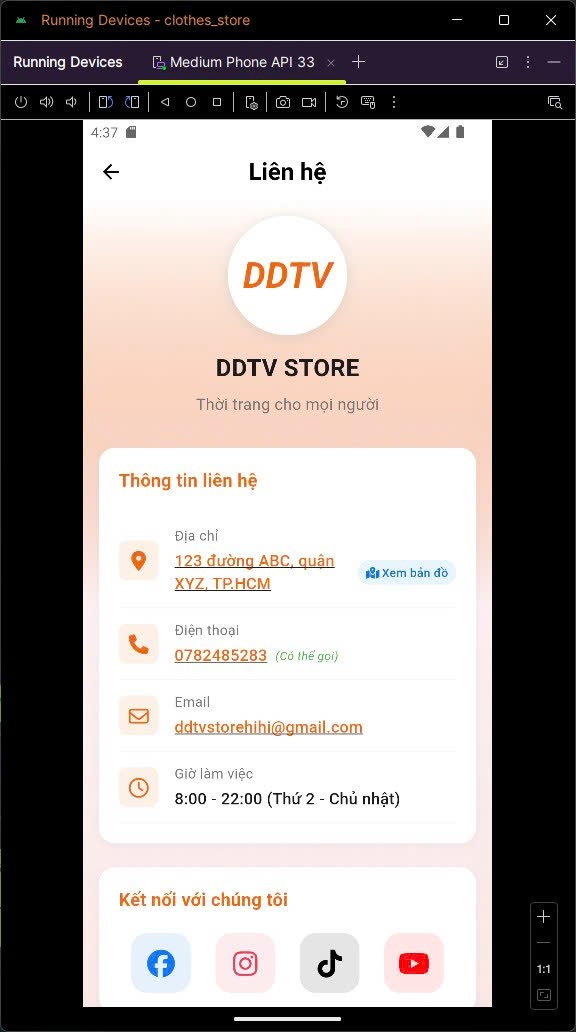 Running Devices - clothes_store
Running Devices
Medium Phone API 33
4:37
Liên hệ
DDTV
DDTV STORE
Thời trang cho mọi người
Thông tin liên hệ
Địa chỉ
123 đường ABC, quận
XYZ, TP.HCM
Xem bản đồ
Điện thoại
0782485283 (Có thể gọi)
Email
ddtvstorehihi@gmail.com
Giờ làm việc
8:00 - 22:00 (Thứ 2 - Chủ nhật)
Kết nối với chúng tôi
1:1